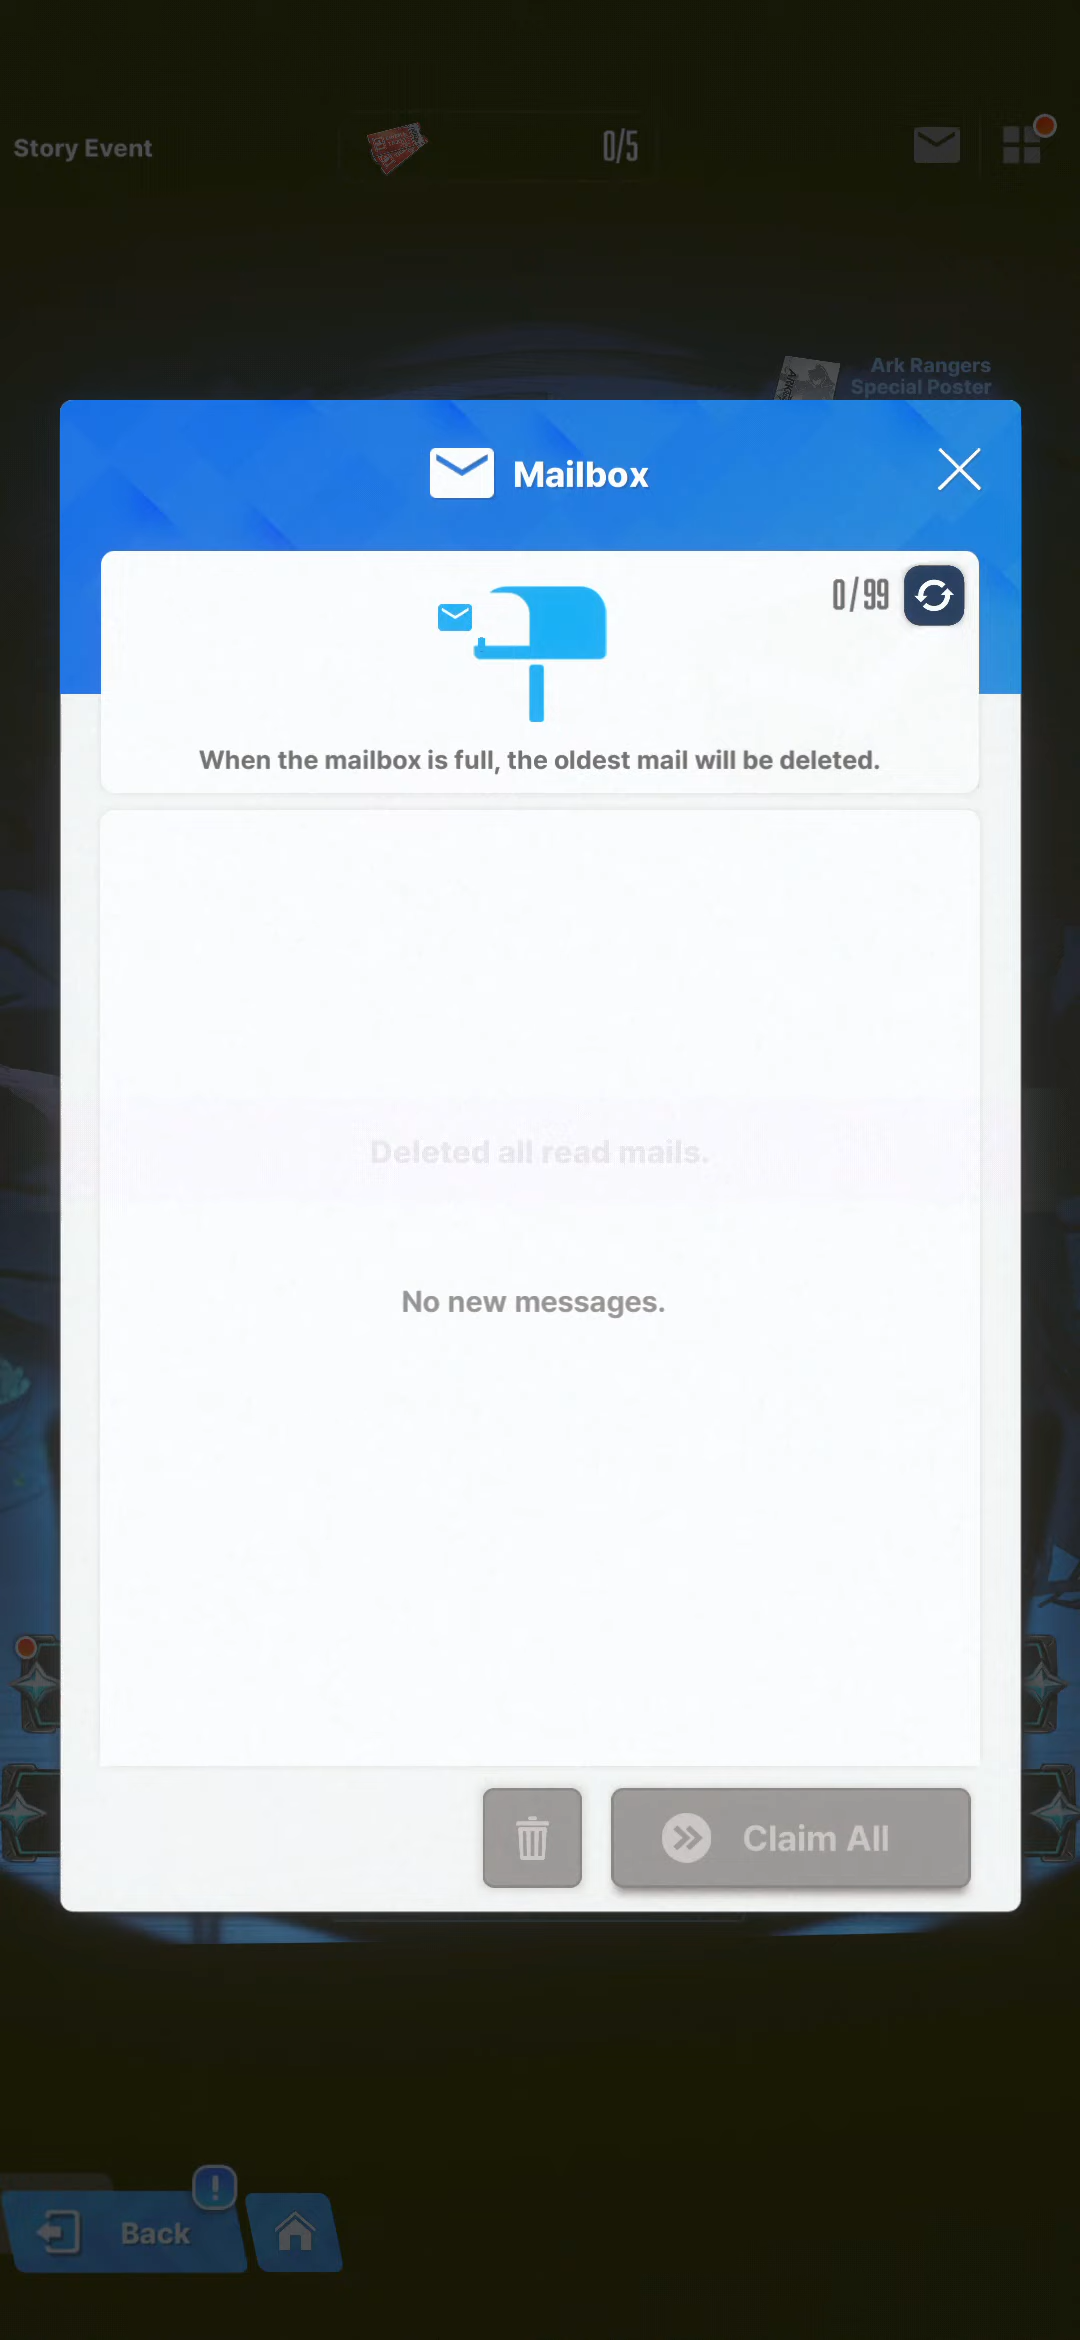 Story Event
0/5
Ark Rangers
Special Poster
Mailbox
0/99
When the mailbox is full, the oldest mail will be deleted.
Deleted all read mails.
No new messages.
Claim All
!
Back